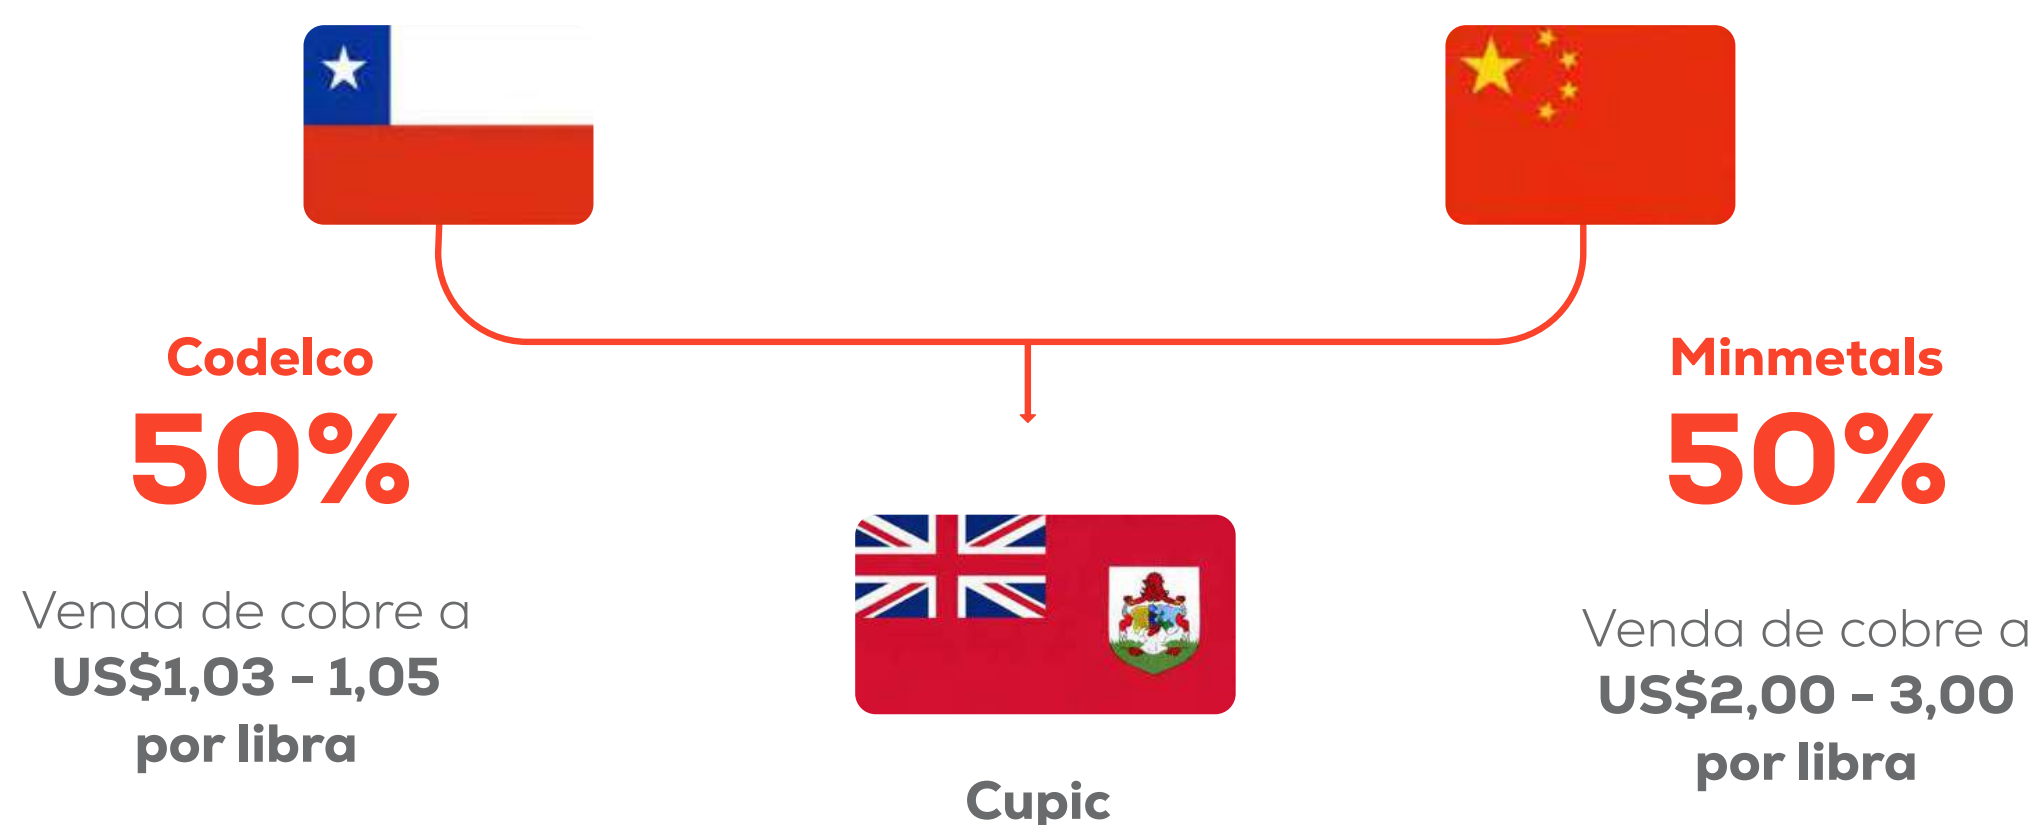 Codelco
50%
Venda de cobre a
US$1,03 - 1,05
por libra
Cupic
Minmetals
50%
Venda de cobre a
US$2,00 - 3,00
por libra